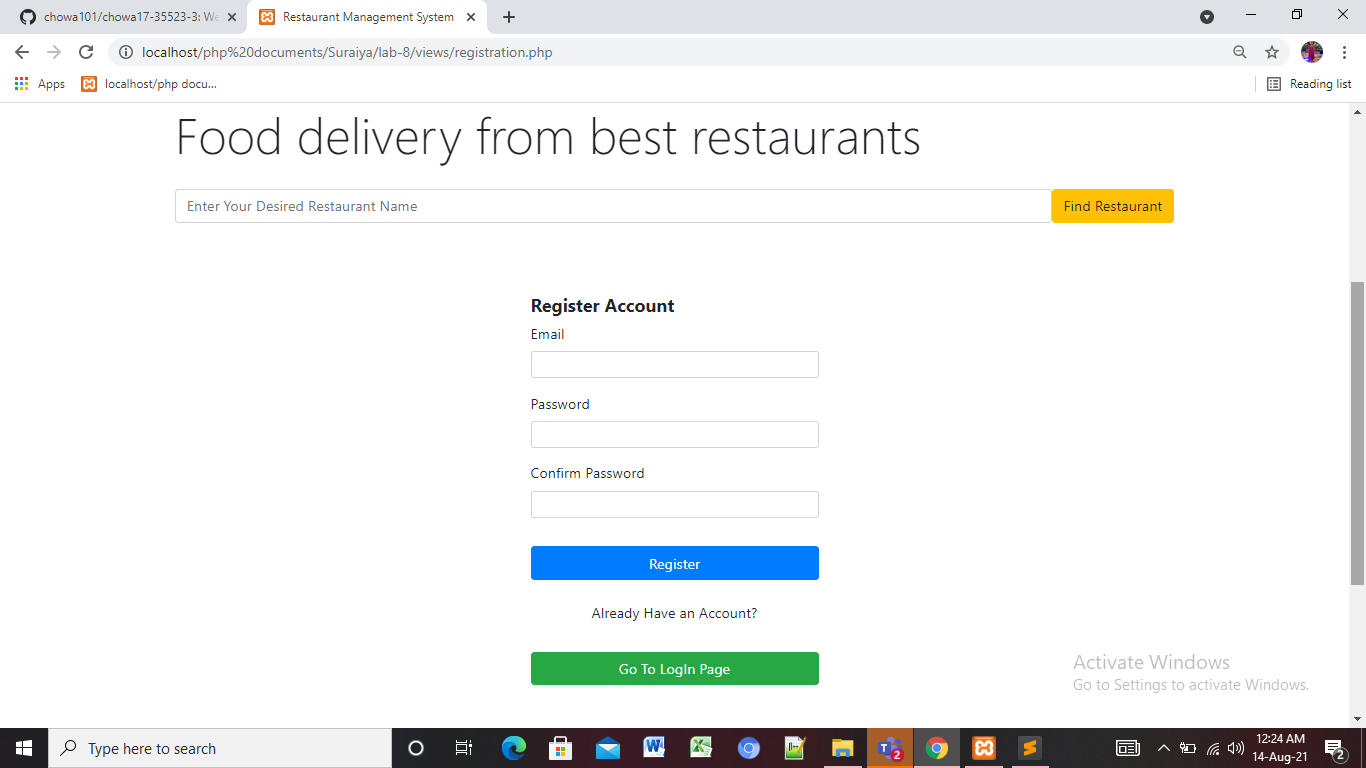 chowa101/chowa17-35523-3: We
Restaurant Management System
localhost/php%20documents/Suraiya/lab-8/views/registration.php
Apps
localhost/php docu...
Reading list
Food delivery from best restaurants
Enter Your Desired Restaurant Name
Find Restaurant
Register Account
Email
Password
Confirm Password
Register
Already Have an Account?
Go To LogIn Page
Activate Windows
Go to Settings to activate Windows.
Type here to search
2
12:24 AM
14-Aug-21
2